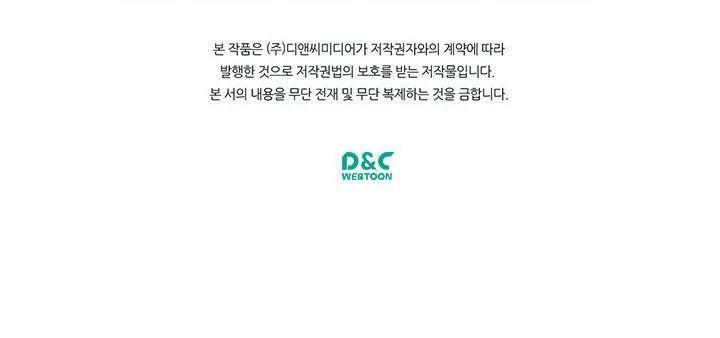 본 작품은 (주)디앤씨미디어가 저작권자와의 계약에 따라
발행한 것으로 저작권법의 보호를 받는 저작물입니다.
본 서의 내용을 무단 전재 및 무단 복제하는 것을 금합니다.
D&C
WEBTOON